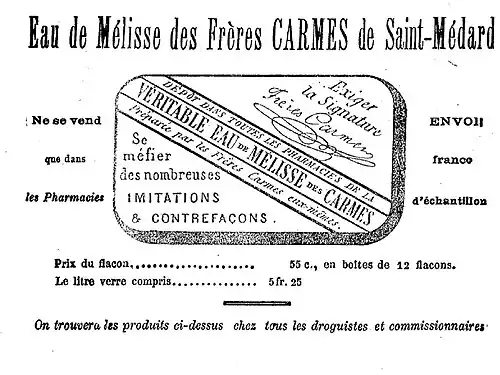 Eau de Mélisse des Frères CARMES de Saint-Médard
Ne se vend
que dans
les Pharmacies
DÉPÔT DANS TOUTES LES PHARMACIES DE LA
VÉRITABLE EAU DE MÉLISSE DES CARMES
Préparée par les Frères Carmes eux-mêmes.
Exiger
la Signature
Frères Carmes
Se
méfier
des nombreuses
IMITATIONS
& CONTREFAÇONS.
ENVOI
franco
d'échantillon
Prix du flacon.................... 55 c., en boîtes de 12 flacons.
Le litre verre compris.............. 5 fr. 25
On trouvera les produits ci-dessus chez tous les droguistes et commissionnaires